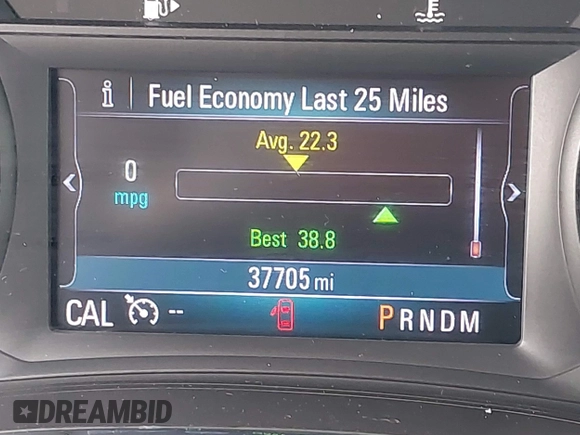 i Fuel Economy Last 25 Miles
Avg. 22.3
0
mpg
Best 38.8
37705 mi
CAL -- PRNDM
DREAMBID